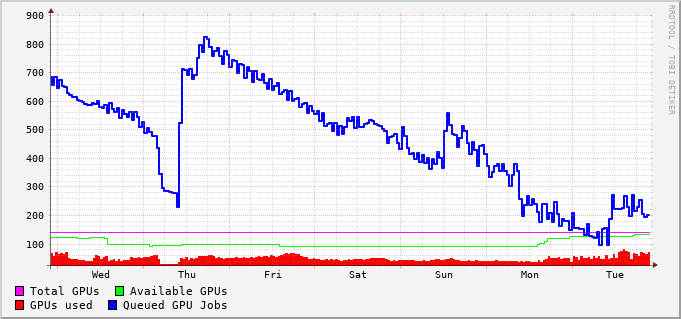 900
800
700
600
500
400
300
200
100
Wed Thu Fri Sat Sun Mon Tue
Total GPUs Available GPUs
GPUs used Queued GPU Jobs
RRDTOOL / TOBI OETIKER